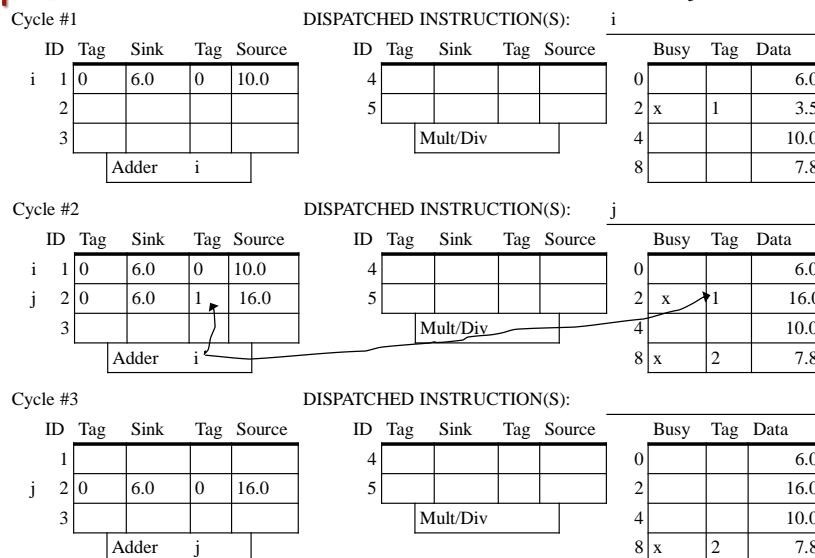 Cycle #1 DISPATCHED INSTRUCTION(S): i
ID Tag Sink Tag Source ID Tag Sink Tag Source Busy Tag Data
i 1 0 6.0 0 10.0 4 0 6.0
2 5 2 x 1 3.5
3 Mult/Div 4 10.0
Adder i 8 7.8
Cycle #2 DISPATCHED INSTRUCTION(S): j
ID Tag Sink Tag Source ID Tag Sink Tag Source Busy Tag Data
i 1 0 6.0 0 10.0 4 0 6.0
j 2 0 6.0 1 16.0 5 2 x 1 16.0
3 Mult/Div 4 10.0
Adder i 8 x 2 7.8
Cycle #3 DISPATCHED INSTRUCTION(S):
ID Tag Sink Tag Source ID Tag Sink Tag Source Busy Tag Data
1 4 0 6.0
j 2 0 6.0 0 16.0 5 2 16.0
3 Mult/Div 4 10.0
Adder j 8 x 2 7.8